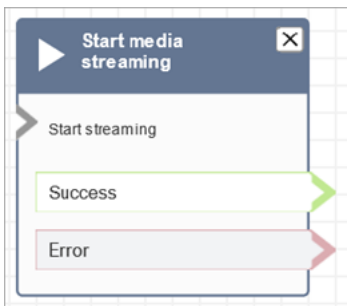 Start media
streaming
Start streaming
Success
Error